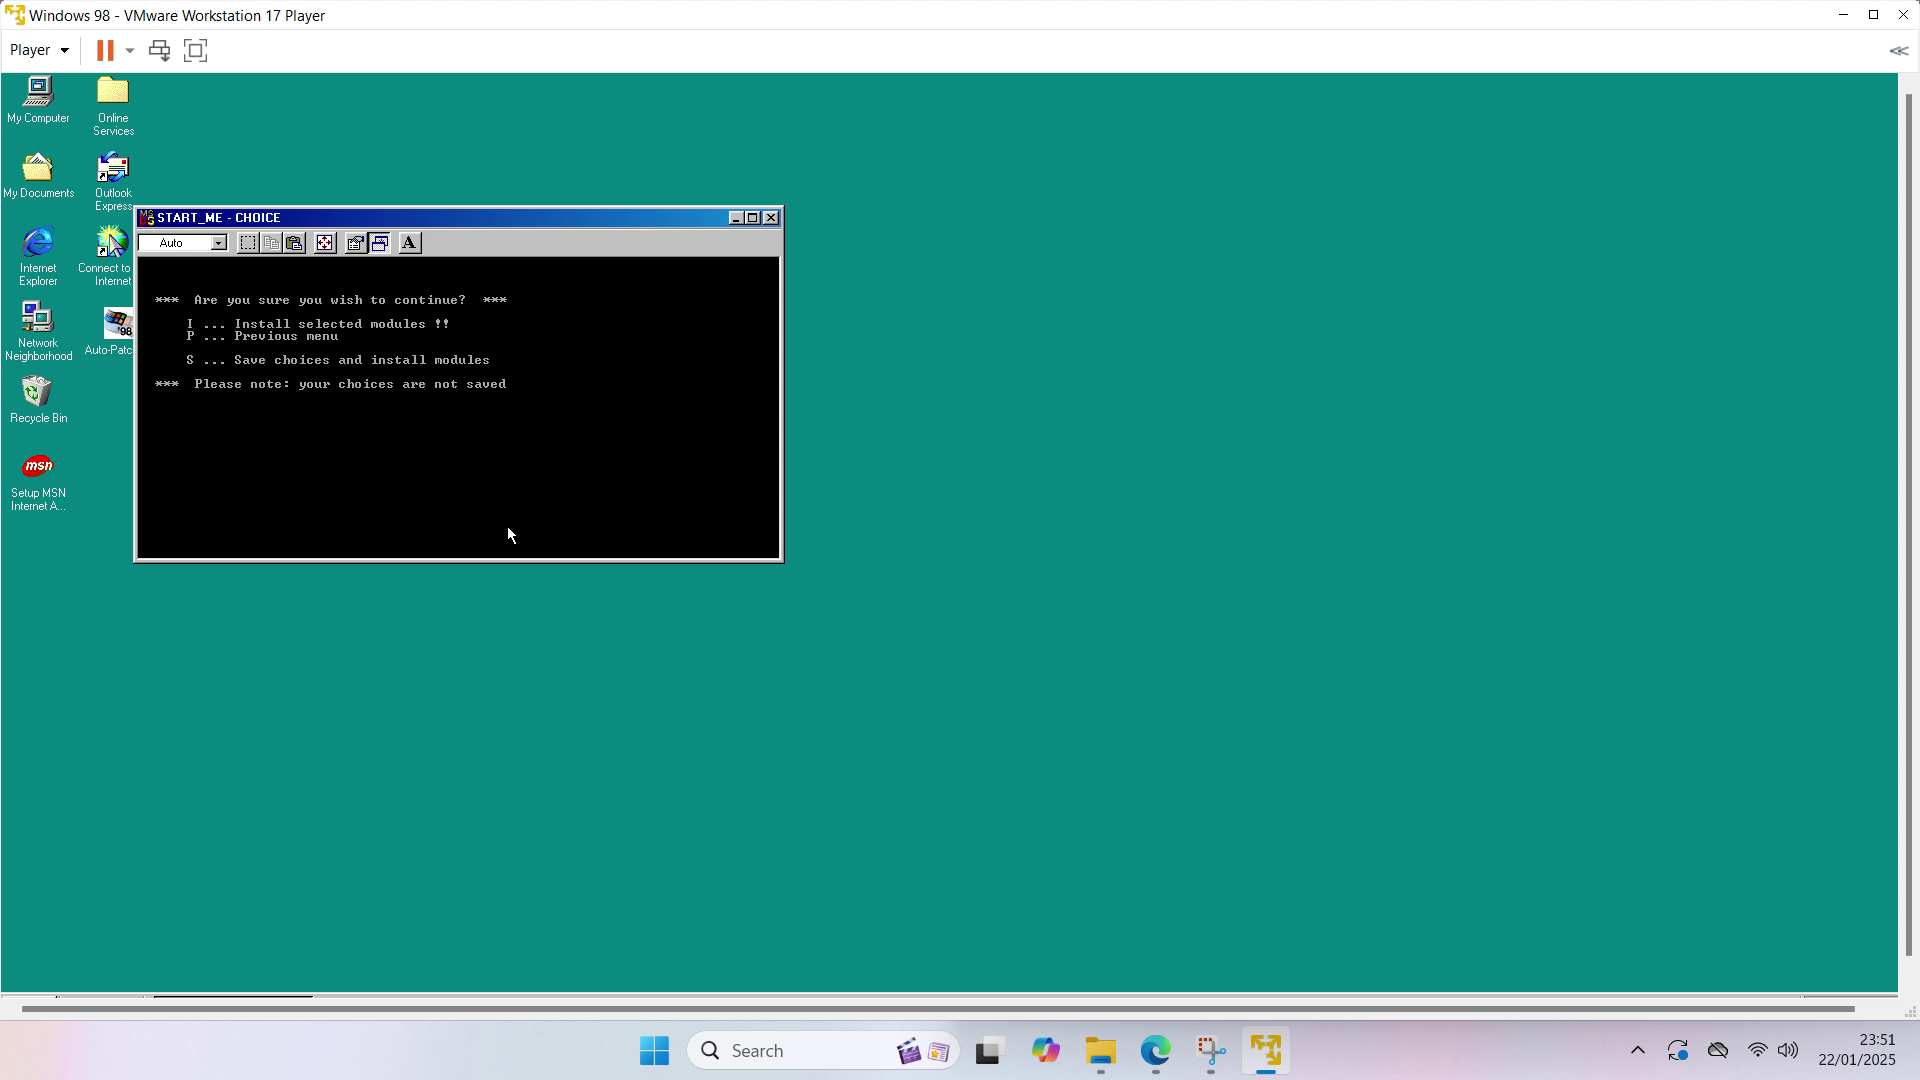 Windows 98 - VMware Workstation 17 Player
Player
My Computer
Online
Services
My Documents
Outlook
Express
Internet
Explorer
Connect to
Internet
Network
Neighborhood
Auto-Patc
Recycle Bin
msn
Setup MSN
Internet A...
START_ME - CHOICE
Auto
A
*** Are you sure you wish to continue? ***
I ... Install selected modules !!
P ... Previous menu
S ... Save choices and install modules
*** Please note: your choices are not saved
Search
23:51
22/01/2025